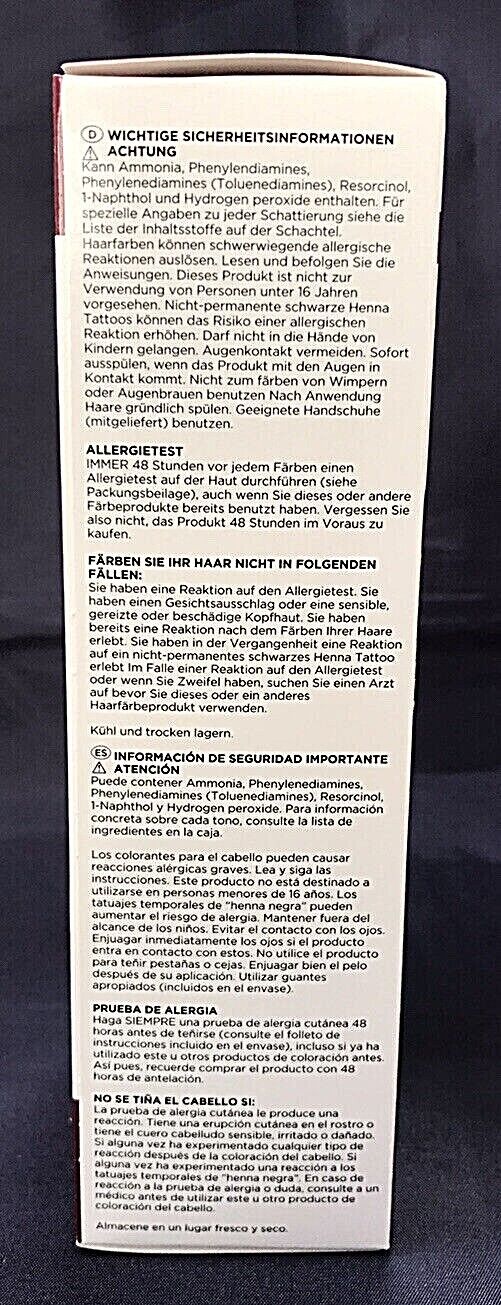 D WICHTIGE SICHERHEITSINFORMATIONEN
ACHTUNG
Kann Ammonia, Phenylendiamines,
Phenylenediamines (Toluenediamines), Resorcinol,
1-Naphthol und Hydrogen peroxide enthalten. Für
spezielle Angaben zu jeder Schattierung siehe die
Liste der Inhaltsstoffe auf der Schachtel.
Haarfarben können schwerwiegende allergische
Reaktionen auslösen. Lesen und befolgen Sie die
Anweisungen. Dieses Produkt ist nicht zur
Verwendung von Personen unter 16 Jahren
vorgesehen. Nicht-permanente schwarze Henna
Tattoos können das Risiko einer allergischen
Reaktion erhöhen. Darf nicht in die Hände von
Kindern gelangen. Augenkontakt vermeiden. Sofort
ausspülen, wenn das Produkt mit den Augen in
Kontakt kommt. Nicht zum färben von Wimpern
oder Augenbrauen benutzen Nach Anwendung
Haare gründlich spülen. Geeignete Handschuhe
(mitgeliefert) benutzen.
ALLERGIETEST
IMMER 48 Stunden vor jedem Färben einen
Allergietest auf der Haut durchführen (siehe
Packungsbeilage), auch wenn Sie dieses oder andere
Färbeprodukte bereits benutzt haben. Vergessen Sie
also nicht, das Produkt 48 Stunden im Voraus zu
kaufen.
FÄRBEN SIE IHR HAAR NICHT IN FOLGENDEN
FÄLLEN:
Sie haben eine Reaktion auf den Allergietest. Sie
haben einen Gesichtsausschlag oder eine sensible,
gereizte oder beschädige Kopfhaut. Sie haben
bereits eine Reaktion nach dem Färben Ihrer Haare
erlebt. Sie haben in der Vergangenheit eine Reaktion
auf ein nicht-permanentes schwarzes Henna Tattoo
erlebt Im Falle einer Reaktion auf den Allergietest
oder wenn Sie Zweifel haben, suchen Sie einen Arzt
auf bevor Sie dieses oder ein anderes
Haarfärbeprodukt verwenden.
Kühl und trocken lagern.
ES INFORMACIÓN DE SEGURIDAD IMPORTANTE
ATENCIÓN
Puede contener Ammonia, Phenylenediamines,
Phenylenediamines (Toluenediamines), Resorcinol,
1-Naphthol y Hydrogen peroxide. Para información
concreta sobre cada tono, consulte la lista de
ingredientes en la caja.
Los colorantes para el cabello pueden causar
reacciones alérgicas graves. Lea y siga las
instrucciones. Este producto no está destinado a
utilizarse en personas menores de 16 años. Los
tatuajes temporales de "henna negra" pueden
aumentar el riesgo de alergia. Mantener fuera del
alcance de los niños. Evitar el contacto con los ojos.
Enjuagar inmediatamente los ojos si el producto
entra en contacto con estos. No utilice el producto
para teñir pestañas o cejas. Enjuagar bien el pelo
después de su aplicación. Utilizar guantes
apropiados (incluidos en el envase).
PRUEBA DE ALERGIA
Haga SIEMPRE una prueba de alergia cutánea 48
horas antes de teñirse (consulte el folleto de
instrucciones incluido en el envase), incluso si ya ha
utilizado este u otros productos de coloración antes.
Así pues, recuerde comprar el producto con 48
horas de antelación.
NO SE TIÑA EL CABELLO SI:
La prueba de alergia cutánea le produce una
reacción. Tiene una erupción cutánea en el rostro o
tiene el cuero cabelludo sensible, irritado o dañado.
Si alguna vez ha experimentado cualquier tipo de
reacción después de la coloración del cabello. Si
alguna vez ha experimentado una reacción a los
tatuajes temporales de "henna negra". En caso de
reacción a la prueba de alergia o duda, consulte a un
médico antes de utilizar este u otro producto de
coloración del cabello.
Almacene en un lugar fresco y seco.